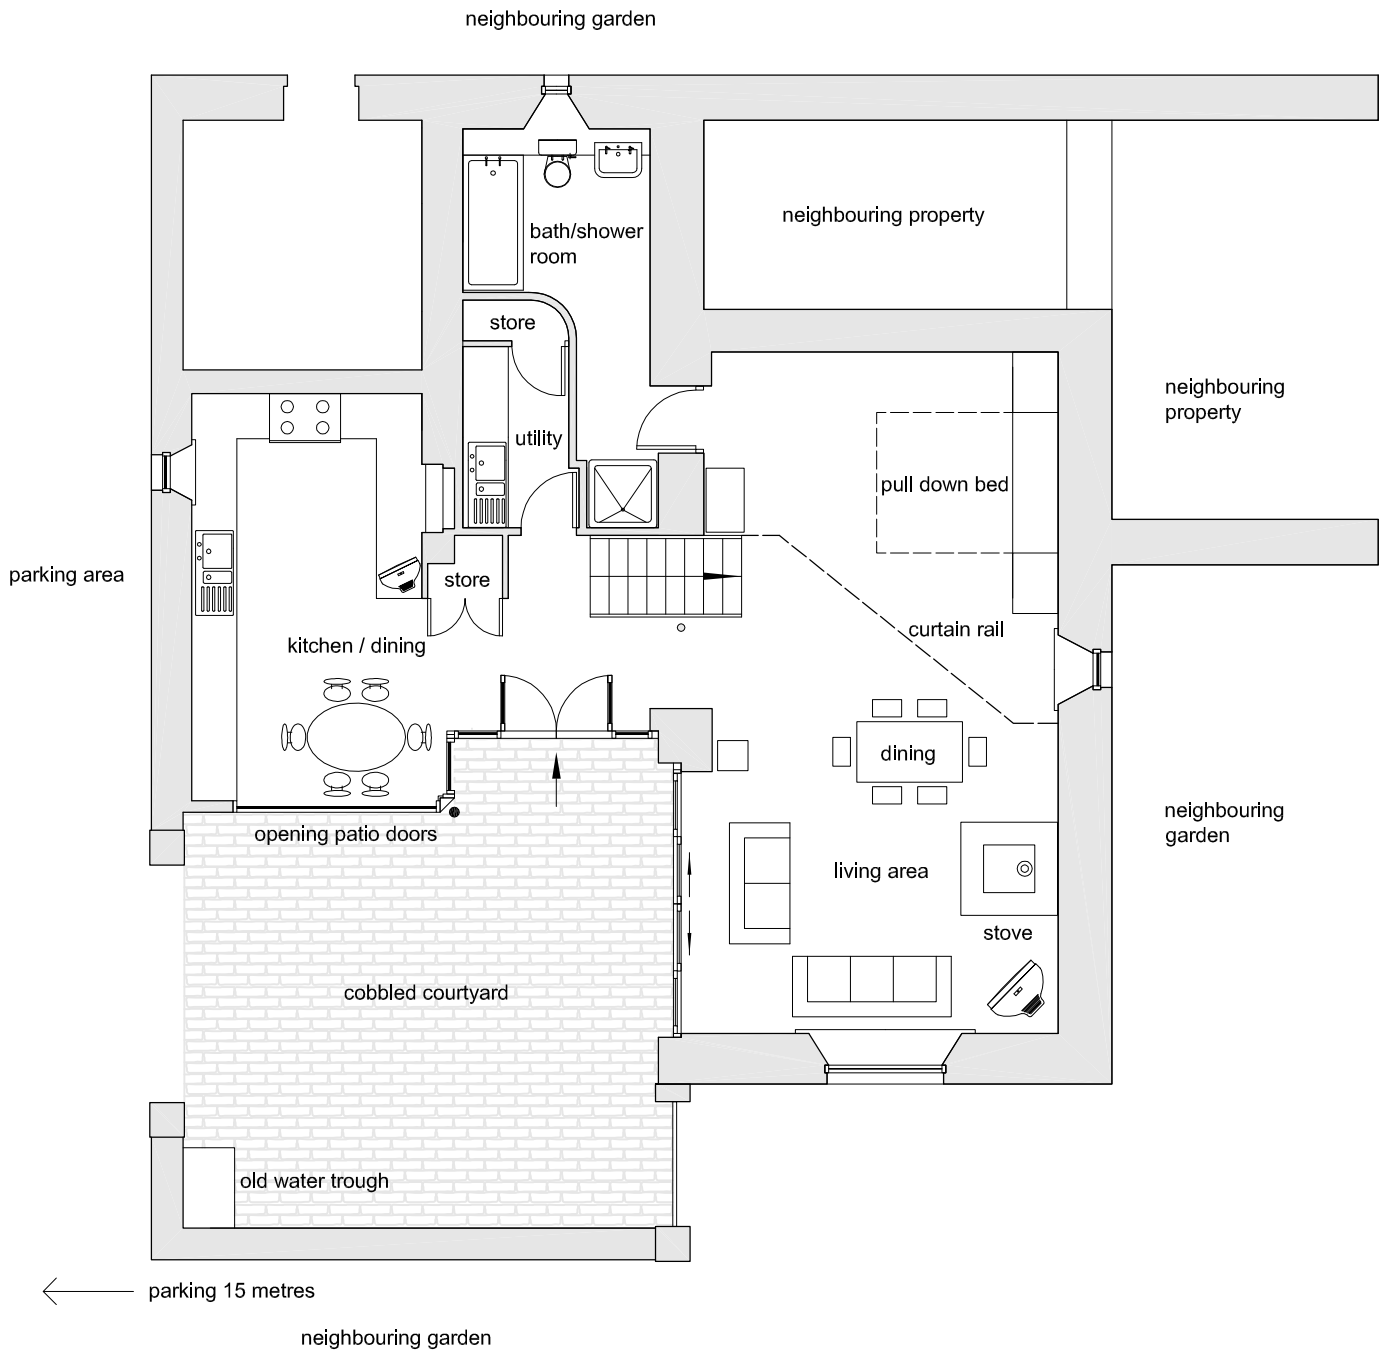 neighbouring garden
neighbouring property
bath/shower
room
store
neighbouring
property
utility
pull down bed
parking area
store
curtain rail
kitchen / dining
dining
neighbouring
garden
opening patio doors
living area
stove
cobbled courtyard
old water trough
parking 15 metres
neighbouring garden